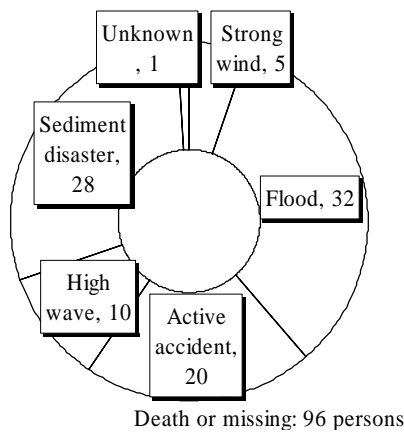 Unknown
, 1
Strong
wind, 5
Sediment
disaster,
28
Flood, 32
High
wave, 10
Active
accident,
20
Death or missing: 96 persons